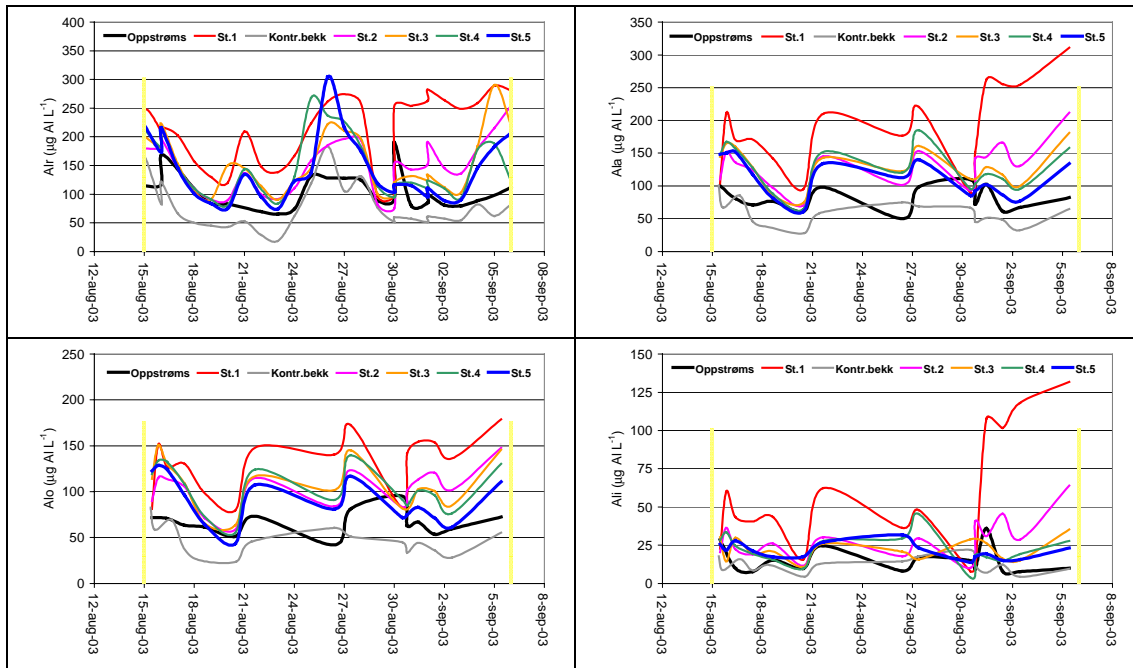 400
350
300
250
200
150
100
50
0
Alr (µg Al L⁻¹)
Oppstrøms St.1 Kontr.bekk St.2 St.3 St.4 St.5
12-aug-03
15-aug-03
18-aug-03
21-aug-03
24-aug-03
27-aug-03
30-aug-03
02-sep-03
05-sep-03
08-sep-03
350
300
250
200
150
100
50
0
Ala (µg Al L⁻¹)
Oppstrøms St.1 Kontr.bekk St.2 St.3 St.4 St.5
12-aug-03
15-aug-03
18-aug-03
21-aug-03
24-aug-03
27-aug-03
30-aug-03
2-sep-03
5-sep-03
8-sep-03
250
200
150
100
50
0
Alo (µg Al L⁻¹)
Oppstrøms St.1 Kontr.bekk St.2 St.3 St.4 St.5
12-aug-03
15-aug-03
18-aug-03
21-aug-03
24-aug-03
27-aug-03
30-aug-03
2-sep-03
5-sep-03
8-sep-03
150
125
100
75
50
25
0
Ali (µg Al L⁻¹)
Oppstrøms St.1 Kontr.bekk St.2 St.3 St.4 St.5
12-aug-03
15-aug-03
18-aug-03
21-aug-03
24-aug-03
27-aug-03
30-aug-03
2-sep-03
5-sep-03
8-sep-03